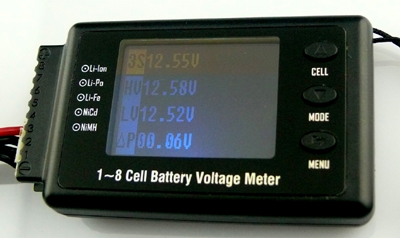 3S12.55V
HV12.58V
LV12.52V
△P00.06V
Li-Ion
Li-Po
Li-Fe
NiCd
NiMH
CELL
MODE
MENU
1~8 Cell Battery Voltage Meter